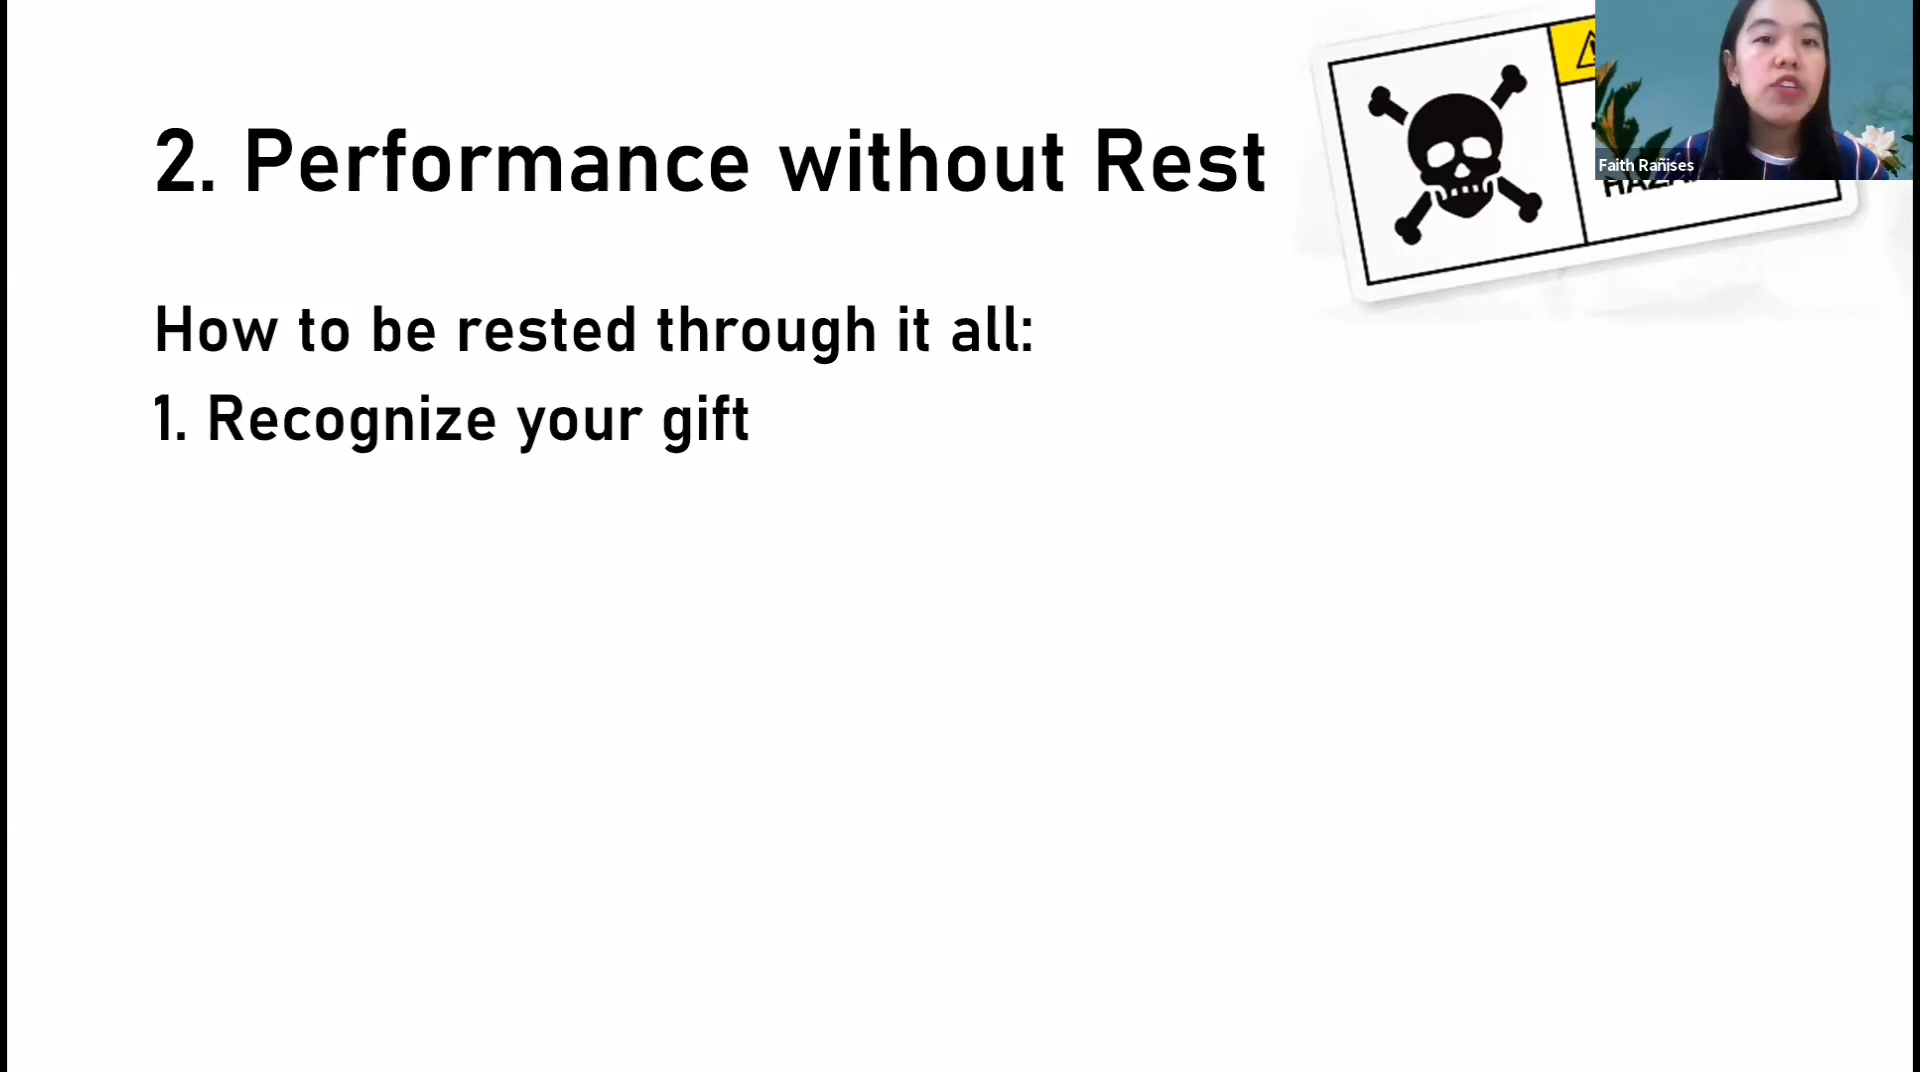 2. Performance without Rest
Faith Rañises
How to be rested through it all:
1. Recognize your gift